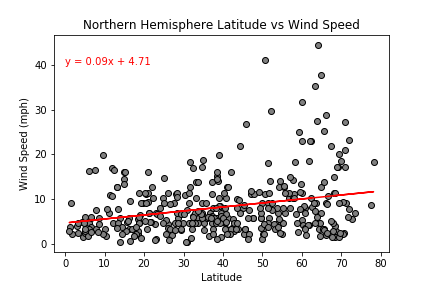 Northern Hemisphere Latitude vs Wind Speed
y = 0.09x + 4.71
Wind Speed (mph)
40
30
20
10
0
0 10 20 30 40 50 60 70 80
Latitude